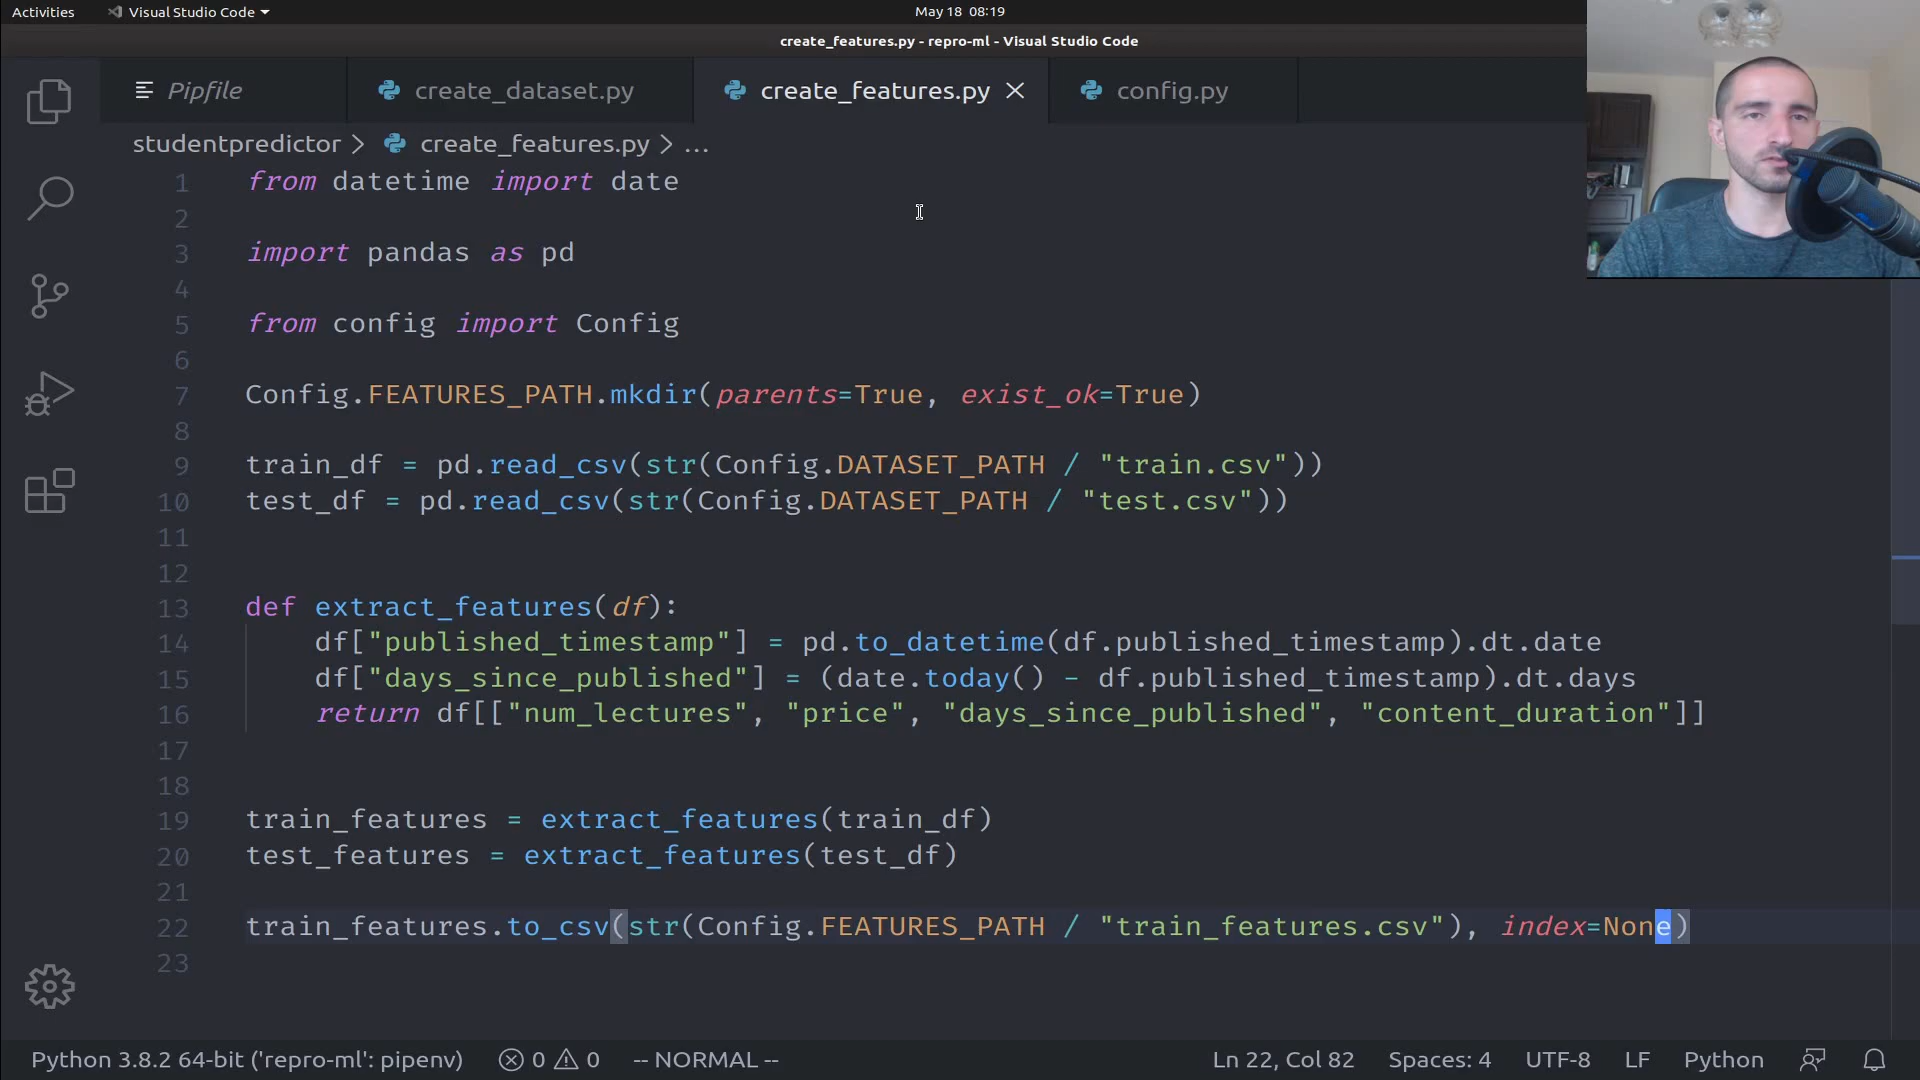 Activities Visual Studio Code May 18 08:19
create_features.py - repro-ml - Visual Studio Code
Pipfile create_dataset.py create_features.py config.py
studentpredictor > create_features.py > ...
1 from datetime import date
2
3 import pandas as pd
4
5 from config import Config
6
7 Config.FEATURES_PATH.mkdir(parents=True, exist_ok=True)
8
9 train_df = pd.read_csv(str(Config.DATASET_PATH / "train.csv"))
10 test_df = pd.read_csv(str(Config.DATASET_PATH / "test.csv"))
11
12
13 def extract_features(df):
14     df["published_timestamp"] = pd.to_datetime(df.published_timestamp).dt.date
15     df["days_since_published"] = (date.today() - df.published_timestamp).dt.days
16     return df[["num_lectures", "price", "days_since_published", "content_duration"]]
17
18
19 train_features = extract_features(train_df)
20 test_features = extract_features(test_df)
21
22 train_features.to_csv(str(Config.FEATURES_PATH / "train_features.csv"), index=None)
23
Python 3.8.2 64-bit ('repro-ml': pipenv) 0 0 -- NORMAL -- Ln 22, Col 82 Spaces: 4 UTF-8 LF Python